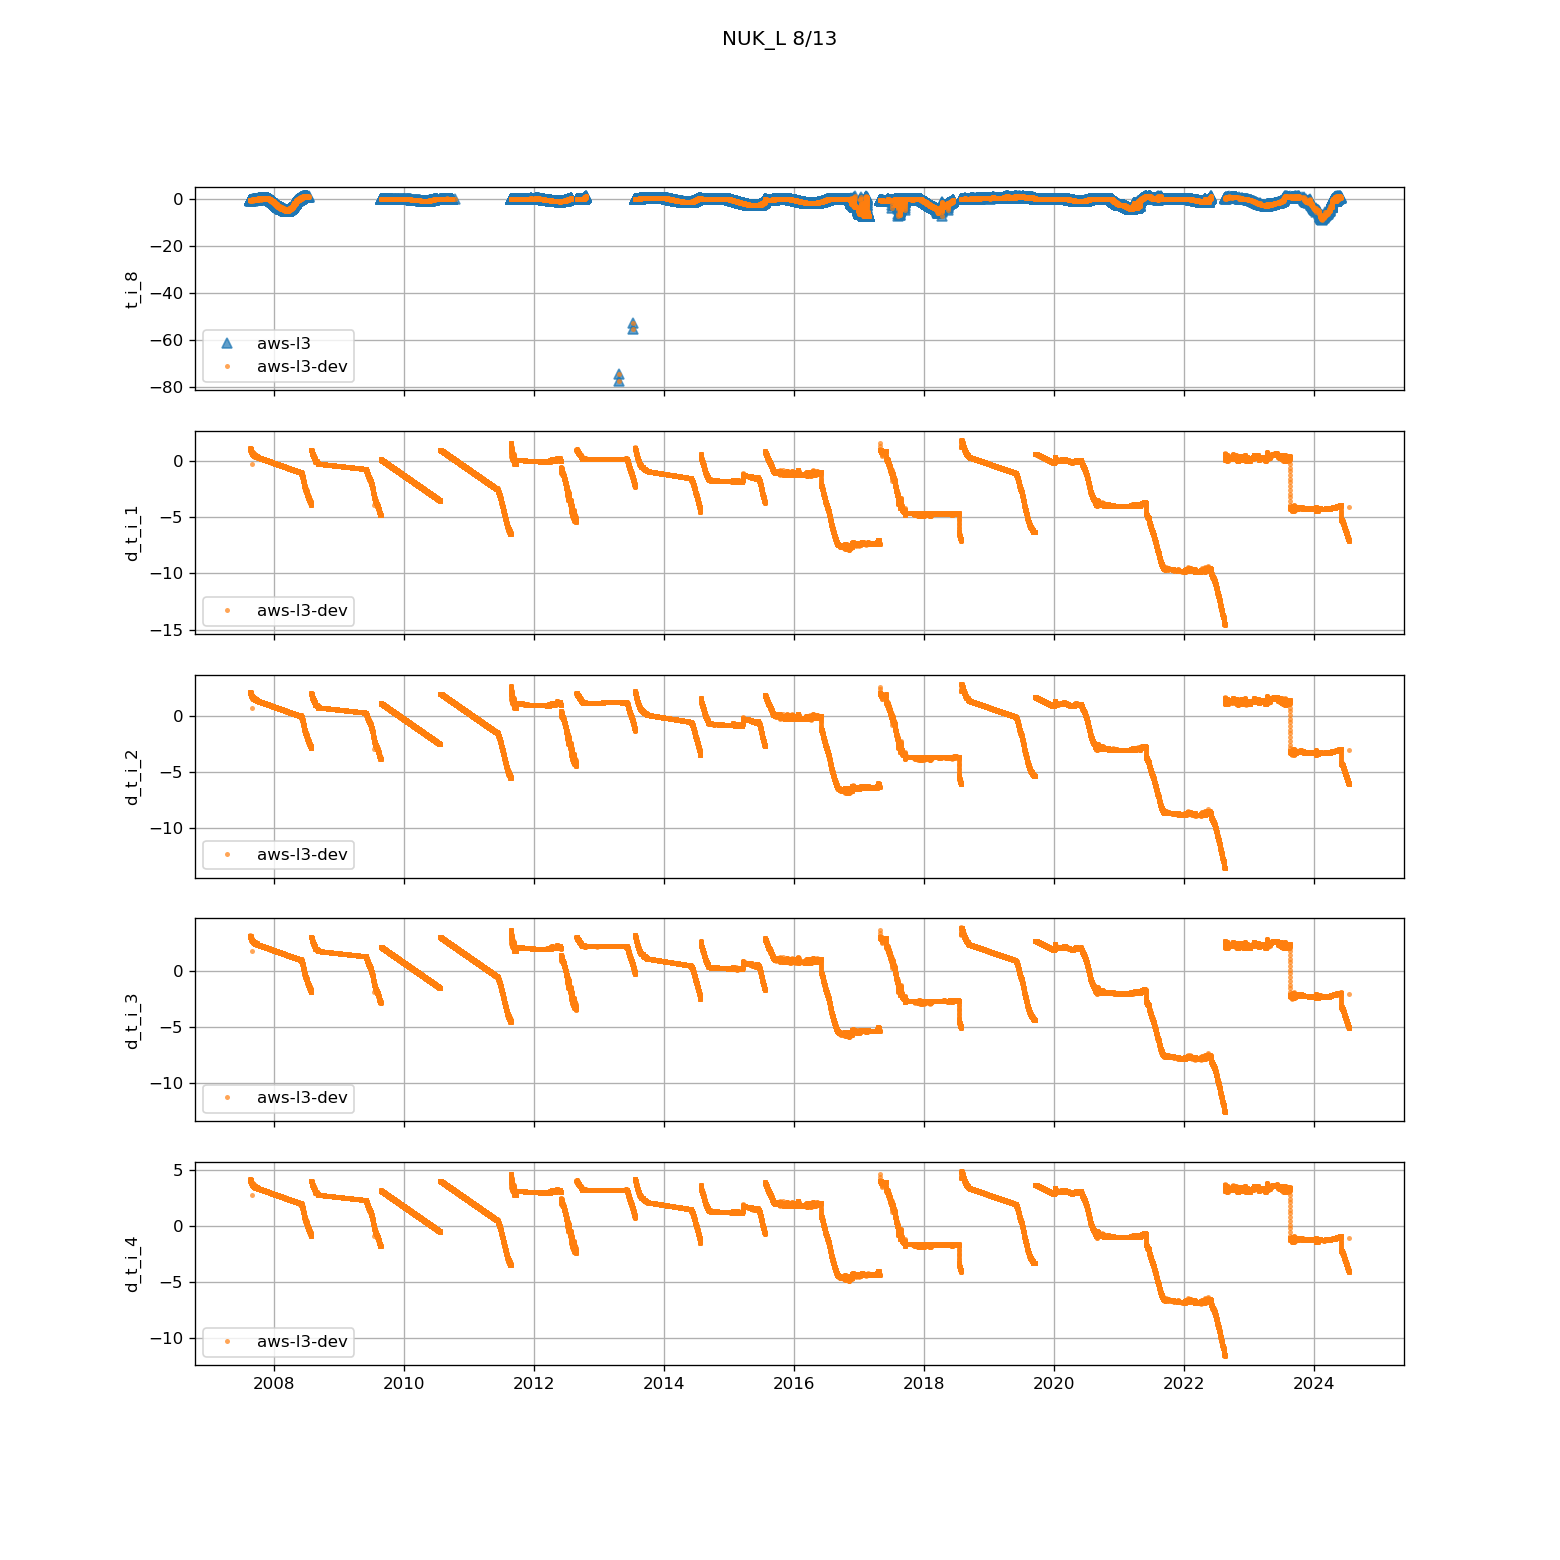 NUK_L 8/13
t_i_8
0
−20
−40
−60
−80
aws-l3
aws-l3-dev
d_t_i_1
0
−5
−10
−15
aws-l3-dev
d_t_i_2
0
−5
−10
aws-l3-dev
d_t_i_3
0
−5
−10
aws-l3-dev
d_t_i_4
5
0
−5
−10
aws-l3-dev
2008 2010 2012 2014 2016 2018 2020 2022 2024